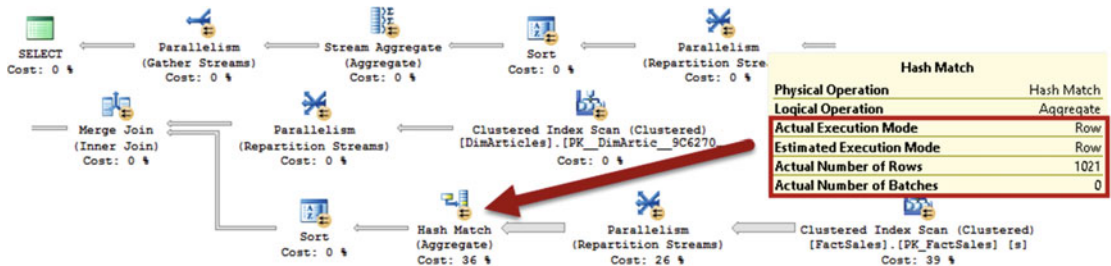 SELECT
Cost: 0 %
Parallelism
(Gather Streams)
Cost: 0 %
Stream Aggregate
(Aggregate)
Cost: 0 %
Sort
Cost: 0 %
Parallelism
(Repartition Stre
Cost: 0 %
Hash Match
Physical Operation Hash Match
Logical Operation Aggregate
Actual Execution Mode Row
Estimated Execution Mode Row
Actual Number of Rows 1021
Actual Number of Batches 0
Merge Join
(Inner Join)
Cost: 0 %
Parallelism
(Repartition Streams)
Cost: 0 %
Clustered Index Scan (Clustered)
[DimArticles].[PK__DimArtic__9C6270
Cost: 0 %
Sort
Cost: 0 %
Hash Match
(Aggregate)
Cost: 36 %
Parallelism
(Repartition Streams)
Cost: 26 %
Clustered Index Scan (Clustered)
[FactSales].[PK_FactSales] [s]
Cost: 39 %